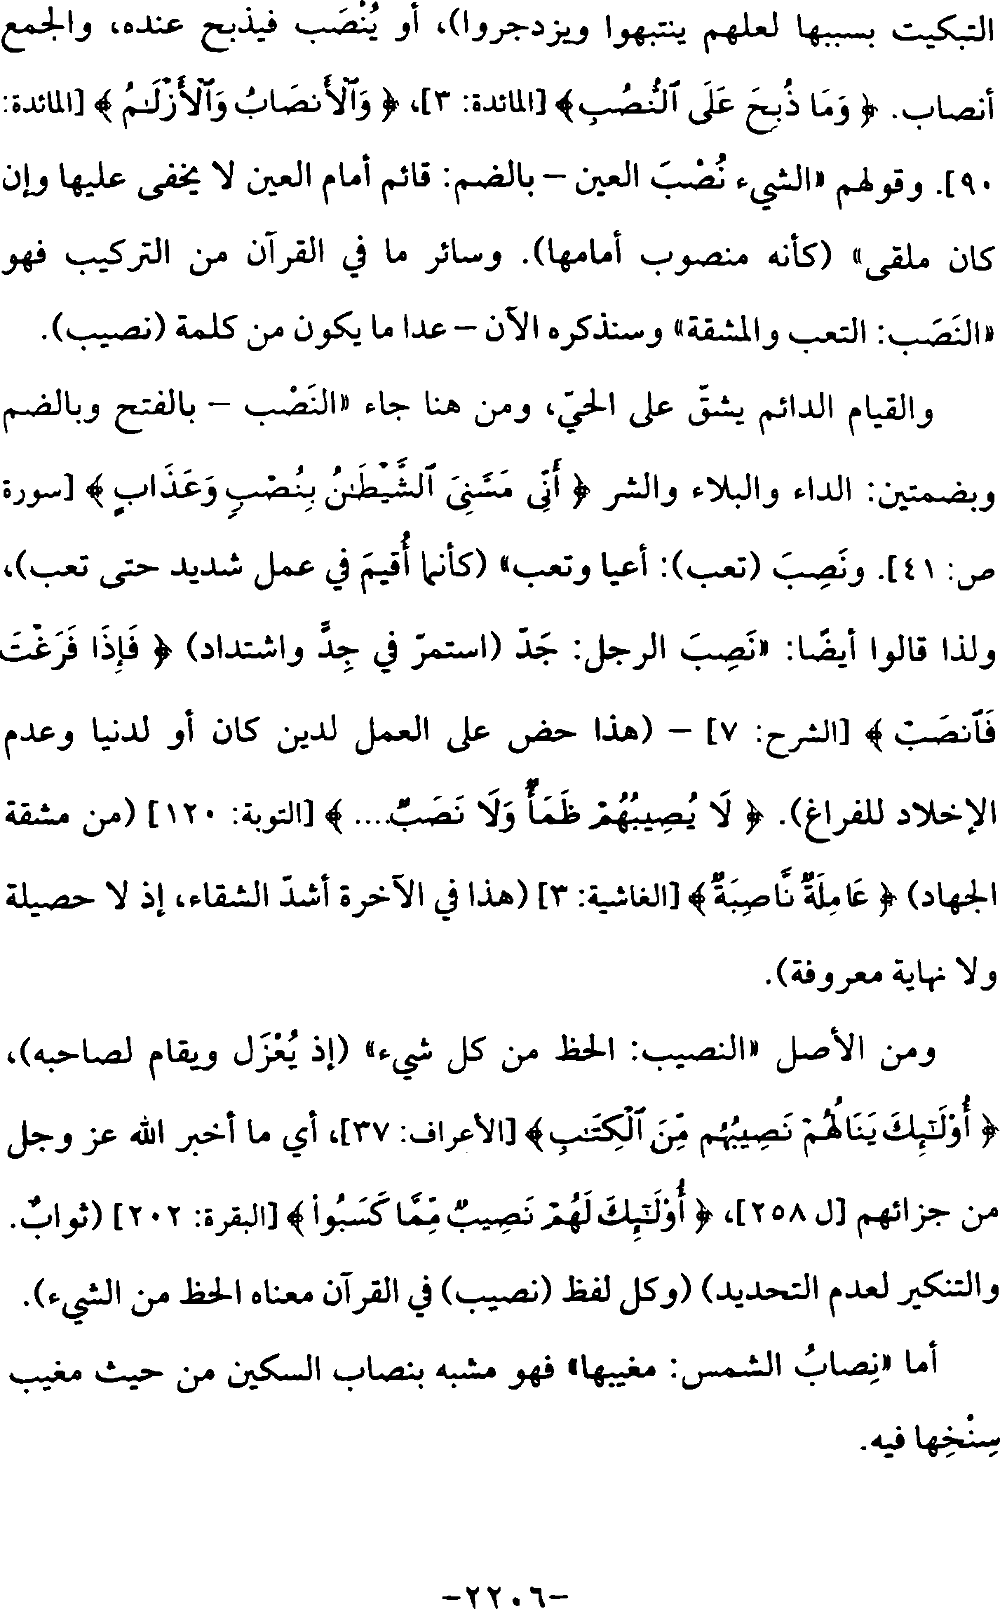 التبكيت بسببها لعلهم ينتبهوا ويزدجروا)، أو يُنْصَب فيذبح عنده، والجمع
أنصاب. ﴿ وَمَا ذُبِحَ عَلَى ٱلنُّصُبِ﴾ [المائدة: ٣]، ﴿ وَٱلْأَنصَابُ وَٱلْأَزْلَـٰمُ ﴾ [المائدة:
٩٠]. وقولهم «الشيء نُصْبَ العين – بالضم: قائم أمام العين لا يخفى عليها وإن
كان ملقى» (كأنه منصوب أمامها). وسائر ما في القرآن من التركيب فهو
«النَصَب: التعب والمشقة» وسنذكره الآن – عدا ما يكون من كلمة (نصيب).
والقيام الدائم يشقّ على الحيّ، ومن هنا جاء «النَصْب – بالفتح وبالضم
وبضمتين: الداء والبلاء والشر ﴿ أَنِّى مَسَّنِىَ ٱلشَّيْطَـٰنُ بِنُصْبٍ وَعَذَابٍ ﴾ [سورة
ص: ٤١]. ونَصِبَ (تعب): أعيا وتعب» (كأنما أُقيمَ في عمل شديد حتى تعب)،
ولذا قالوا أيضًا: «نَصِبَ الرجل: جَدّ (استمرّ في جِدًّ واشتداد) ﴿ فَإِذَا فَرَغْتَ
فَٱنصَبْ ﴾ [الشرح: ٧] – (هذا حض على العمل لدين كان أو لدنيا وعدم
الإخلاد للفراغ). ﴿ لَا يُصِيبُهُمْ ظَمَأٌ وَلَا نَصَبٌ.... ﴾ [التوبة: ١٢٠] (من مشقة
الجهاد) ﴿ عَامِلَةٌ نَّاصِبَةٌ ﴾ [الغاشية: ٣] (هذا في الآخرة أشدّ الشقاء، إذ لا حصيلة
ولا نهاية معروفة).
ومن الأصل «النصيب: الحظ من كل شيء» (إذ يُعْزَل ويقام لصاحبه)،
﴿ أُوْلَـٰٓئِكَ يَنَالُهُمْ نَصِيبُهُم مِّنَ ٱلْكِتَـٰبِ ﴾ [الأعراف: ٣٧]، أي ما أخبر الله عز وجل
من جزائهم [ل ٢٥٨]، ﴿ أُوْلَـٰٓئِكَ لَهُمْ نَصِيبٌ مِّمَّا كَسَبُواْ ﴾ [البقرة: ٢٠٢] (ثوابٌ.
والتنكير لعدم التحديد) (وكل لفظ (نصيب) في القرآن معناه الحظ من الشيء).
أما «نِصابُ الشمس: مغيبها» فهو مشبه بنصاب السكين من حيث مغيب
سِنْخِها فيه.
–٢٢٠٦–